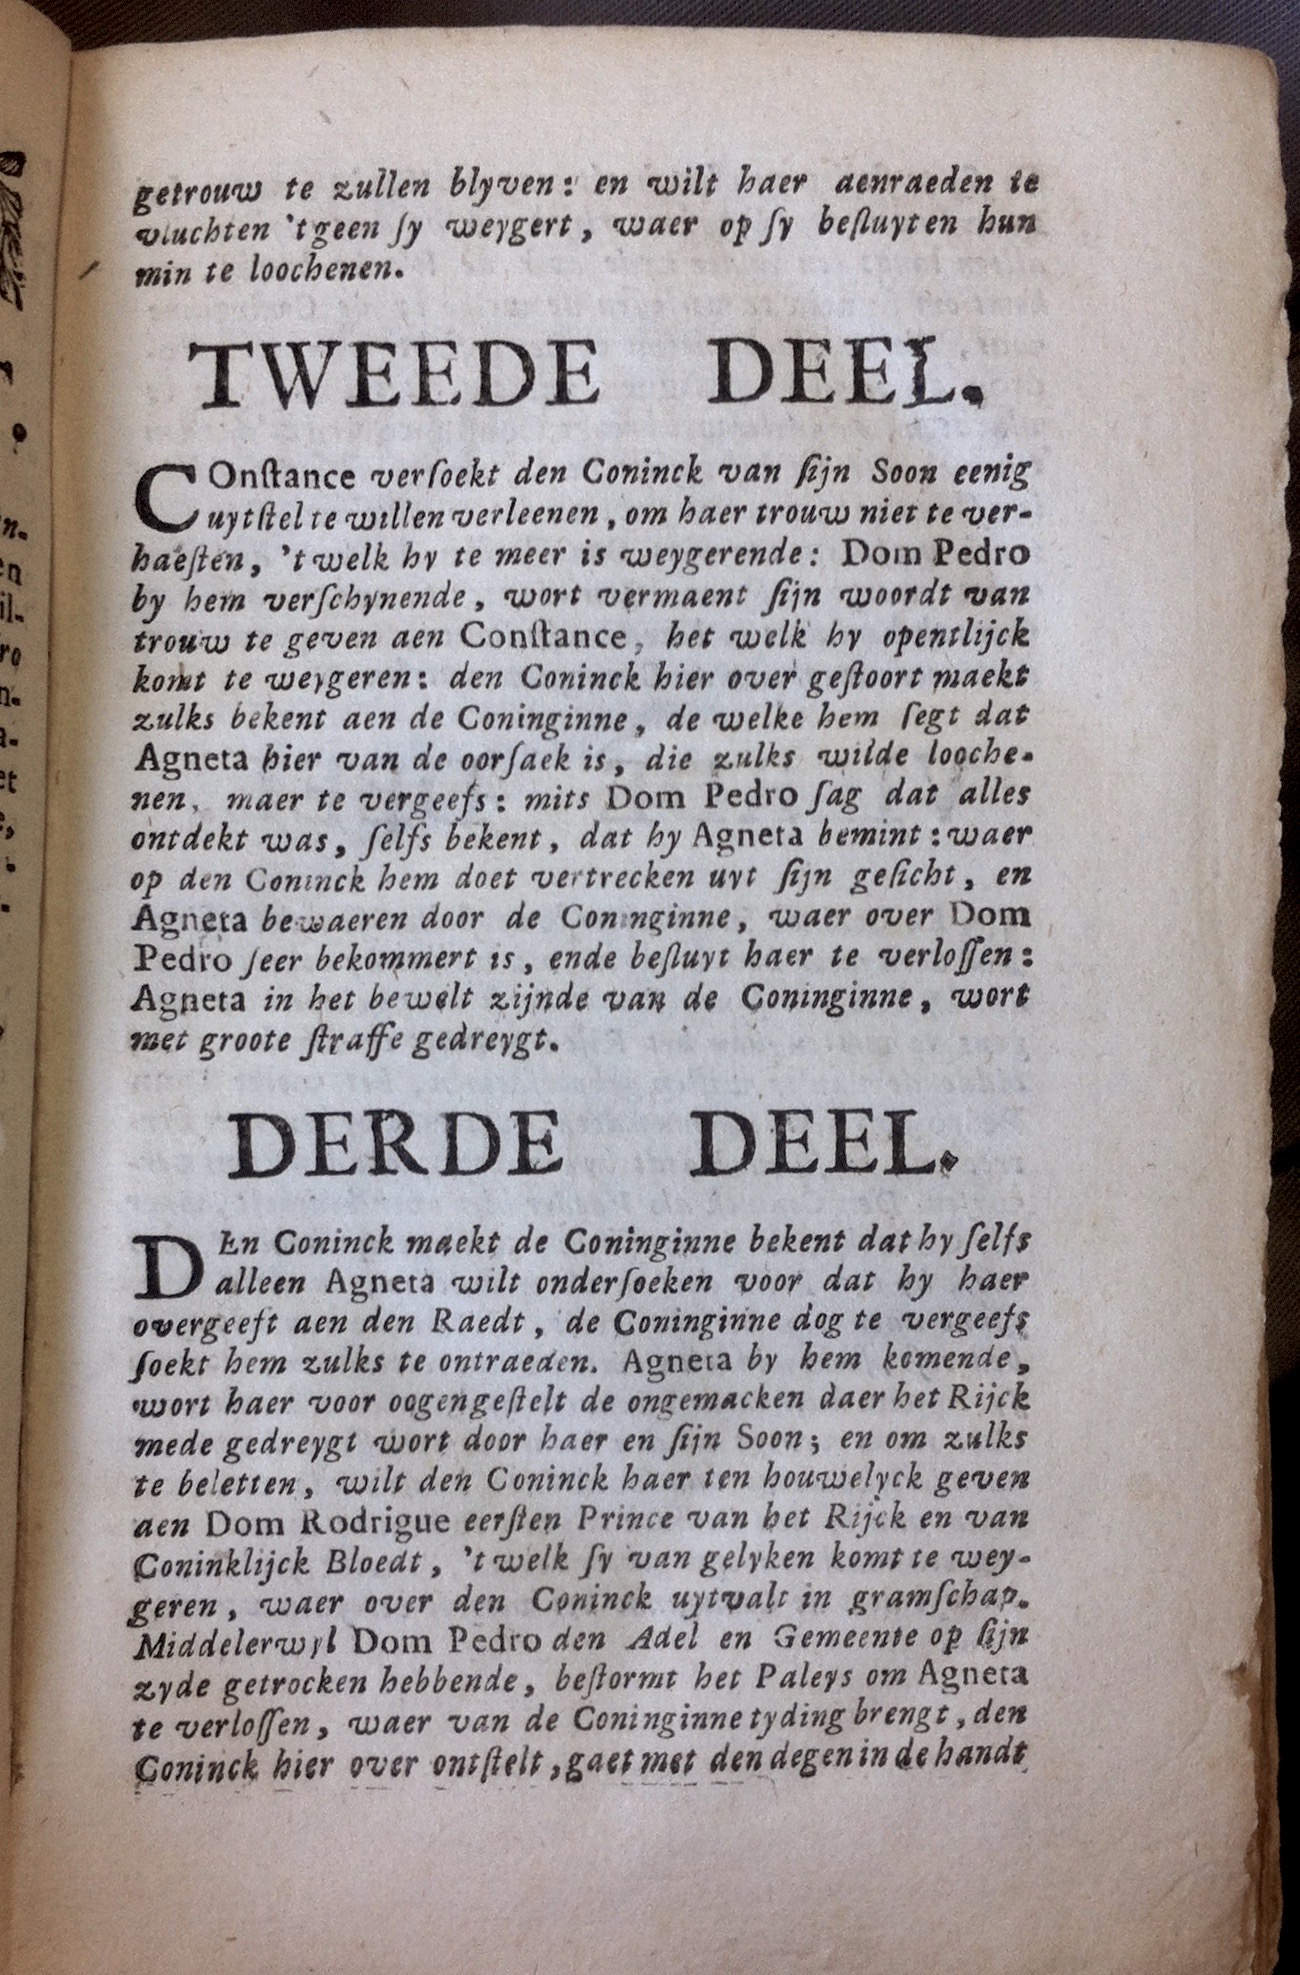 getrouw te zullen blyven: en wilt haer aenraeden te
vluchten 't geen ſy weygert, waer op ſy beſluyten hun
min te loochenen.
TWEEDE DEEL.
COnſtance verſoekt den Coninck van ſijn Soon eenig
uytſtel te willen verleenen, om haer trouw niet te ver-
haeſten, 't welk hy te meer is weygerende: Dom Pedro
by hem verſchynende, wort vermaent ſijn woordt van
trouw te geven aen Conſtance, het welk hy opentlijck
komt te weygeren: den Coninck hier over geſtoort maekt
zulks bekent aen de Coninginne, de welke hem ſegt dat
Agneta hier van de oorſaek is, die zulks wilde looche-
nen, maer te vergeefs: mits Dom Pedro ſag dat alles
ontdekt was, ſelfs bekent, dat hy Agneta bemint: waer
op den Coninck hem doet vertrecken uyt ſijn geſicht, en
Agneta bewaeren door de Coninginne, waer over Dom
Pedro ſeer bekommert is, ende beſluyt haer te verloſſen:
Agneta in het bewelt zijnde van de Coninginne, wort
met groote ſtraffe gedreygt.
DERDE DEEL.
DEn Coninck maekt de Coninginne bekent dat hy ſelfs
alleen Agneta wilt onderſoeken voor dat hy haer
overgeeft aen den Raedt, de Coninginne dog te vergeefs
ſoekt hem zulks te ontraeden. Agneta by hem komende,
wort haer voor oogengeſtelt de ongemacken daer het Rijck
mede gedreygt wort door haer en ſijn Soon; en om zulks
te beletten, wilt den Coninck haer ten houwelyck geven
aen Dom Rodrigue eerſten Prince van het Rijck en van
Coninklijck Bloedt, 't welk ſy van gelyken komt te wey-
geren, waer over den Coninck uytvalt in gramſchap.
Middelerwyl Dom Pedro den Adel en Gemeente op ſijn
zyde getrocken hebbende, beſtormt het Paleys om Agneta
te verloſſen, waer van de Coninginne tyding brengt, den
Coninck hier over ontſtelt, gaet met den degen in de handt